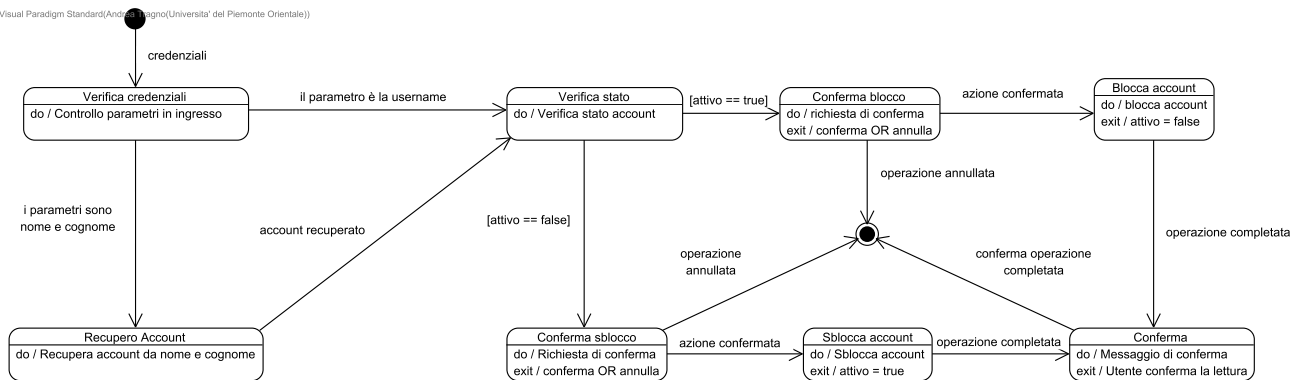 Visual Paradigm Standard(Andrea Tragno(Universita' del Piemonte Orientale))
credenziali
Verifica credenziali
do / Controllo parametri in ingresso
il parametro è la username
Verifica stato
do / Verifica stato account
[attivo == true]
Conferma blocco
do / richiesta di conferma
exit / conferma OR annulla
azione confermata
Blocca account
do / blocca account
exit / attivo = false
i parametri sono
nome e cognome
account recuperato
[attivo == false]
operazione annullata
operazione completata
operazione
annullata
conferma operazione
completata
Recupero Account
do / Recupera account da nome e cognome
Conferma sblocco
do / Richiesta di conferma
exit / conferma OR annulla
azione confermata
Sblocca account
do / Sblocca account
exit / attivo = true
operazione completata
Conferma
do / Messaggio di conferma
exit / Utente conferma la lettura